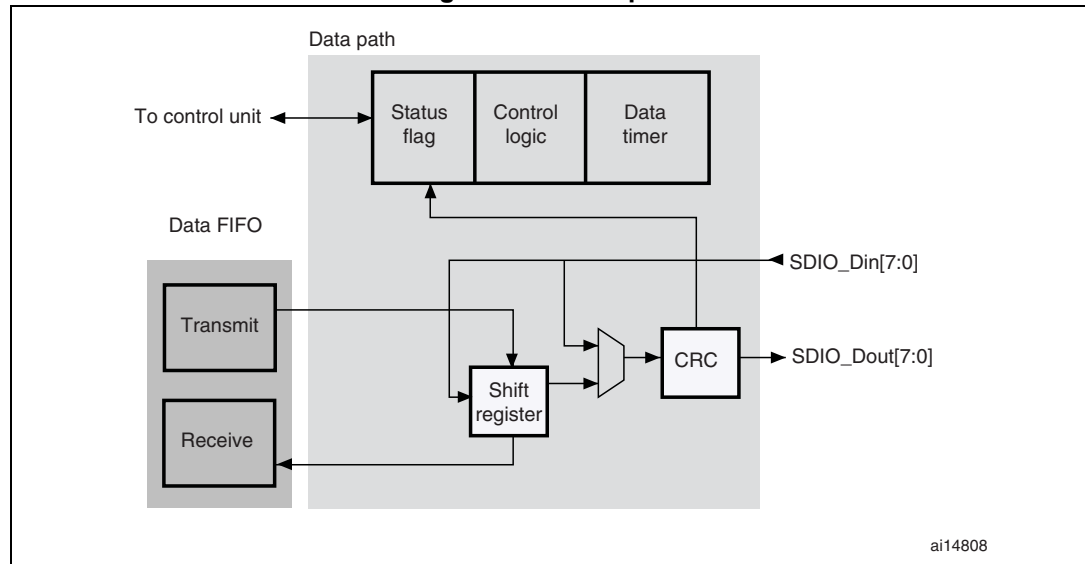 Data path
To control unit
Status
flag
Control
logic
Data
timer
Data FIFO
SDIO_Din[7:0]
Transmit
SDIO_Dout[7:0]
CRC
Shift
register
Receive
ai14808